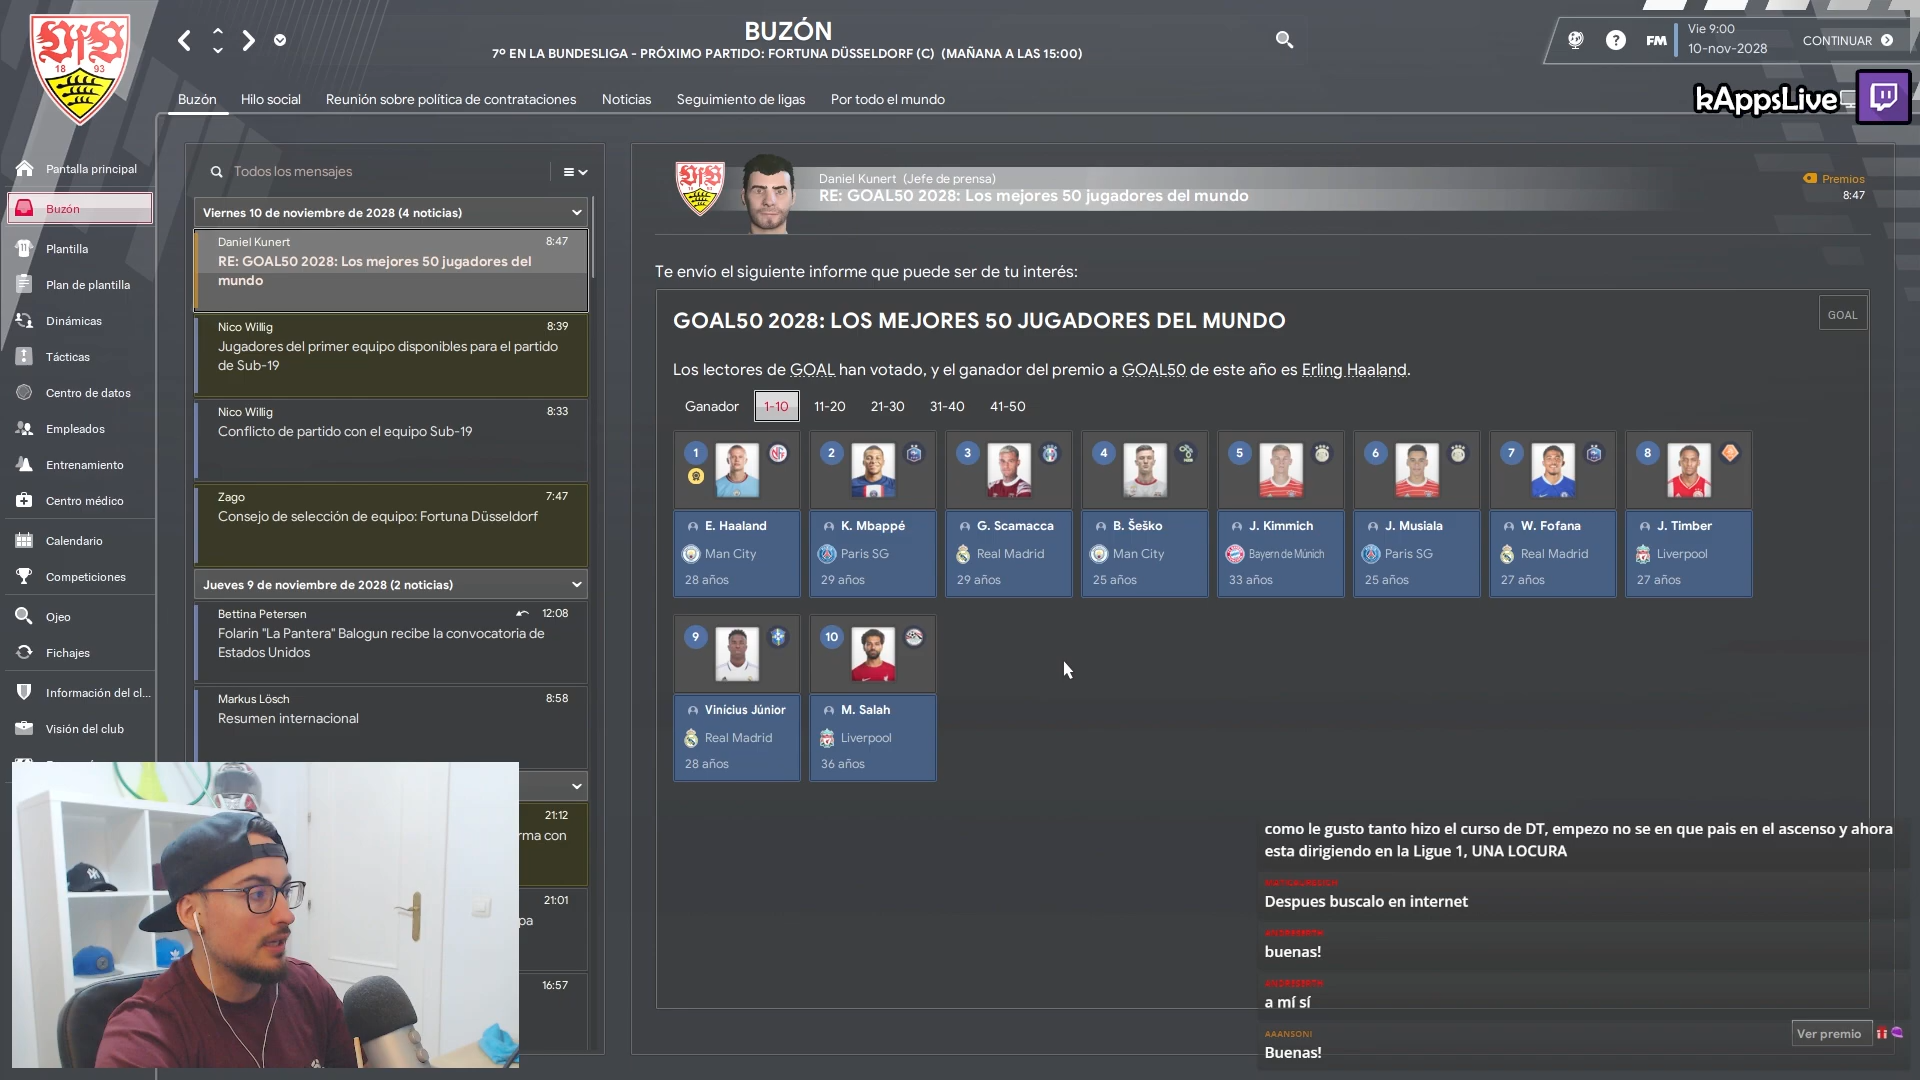 BUZÓN
7º EN LA BUNDESLIGA - PRÓXIMO PARTIDO: FORTUNA DÜSSELDORF (C) (MAÑANA A LAS 15:00)
FM
Vie 9:00
10-nov-2028
CONTINUAR
18 93
Buzón
Hilo social
Reunión sobre política de contrataciones
Noticias
Seguimiento de ligas
Por todo el mundo
kAppsLive
Pantalla principal
Buzón
Plantilla
Plan de plantilla
Dinámicas
Tácticas
Centro de datos
Empleados
Entrenamiento
Centro médico
Calendario
Competiciones
Ojeo
Fichajes
Información del cl...
Visión del club
Todos los mensajes
Viernes 10 de noviembre de 2028 (4 noticias)
Daniel Kunert 8:47
RE: GOAL50 2028: Los mejores 50 jugadores del
mundo
Nico Willig 8:39
Jugadores del primer equipo disponibles para el partido
de Sub-19
Nico Willig 8:33
Conflicto de partido con el equipo Sub-19
Zago 7:47
Consejo de selección de equipo: Fortuna Düsseldorf
Jueves 9 de noviembre de 2028 (2 noticias)
Bettina Petersen 12:08
Folarin "La Pantera" Balogun recibe la convocatoria de
Estados Unidos
Markus Lösch 8:58
Resumen internacional
21:12
rma con
21:01
pa
16:57
Daniel Kunert (Jefe de prensa)
RE: GOAL50 2028: Los mejores 50 jugadores del mundo
Premios
8:47
Te envío el siguiente informe que puede ser de tu interés:
GOAL50 2028: LOS MEJORES 50 JUGADORES DEL MUNDO
GOAL
Los lectores de GOAL han votado, y el ganador del premio a GOAL50 de este año es Erling Haaland.
Ganador 1-10 11-20 21-30 31-40 41-50
1 2 3 4 5 6 7 8
E. Haaland K. Mbappé G. Scamacca B. Šeško J. Kimmich J. Musiala W. Fofana J. Timber
Man City Paris SG Real Madrid Man City Bayern de Múnich Paris SG Real Madrid Liverpool
28 años 29 años 29 años 25 años 33 años 25 años 27 años 27 años
9 10
Vinícius Júnior M. Salah
Real Madrid Liverpool
28 años 36 años
como le gusto tanto hizo el curso de DT, empezo no se en que pais en el ascenso y ahora
esta dirigiendo en la Ligue 1, UNA LOCURA
Despues buscalo en internet
buenas!
a mí sí
AAANSONI
Buenas!
Ver premio